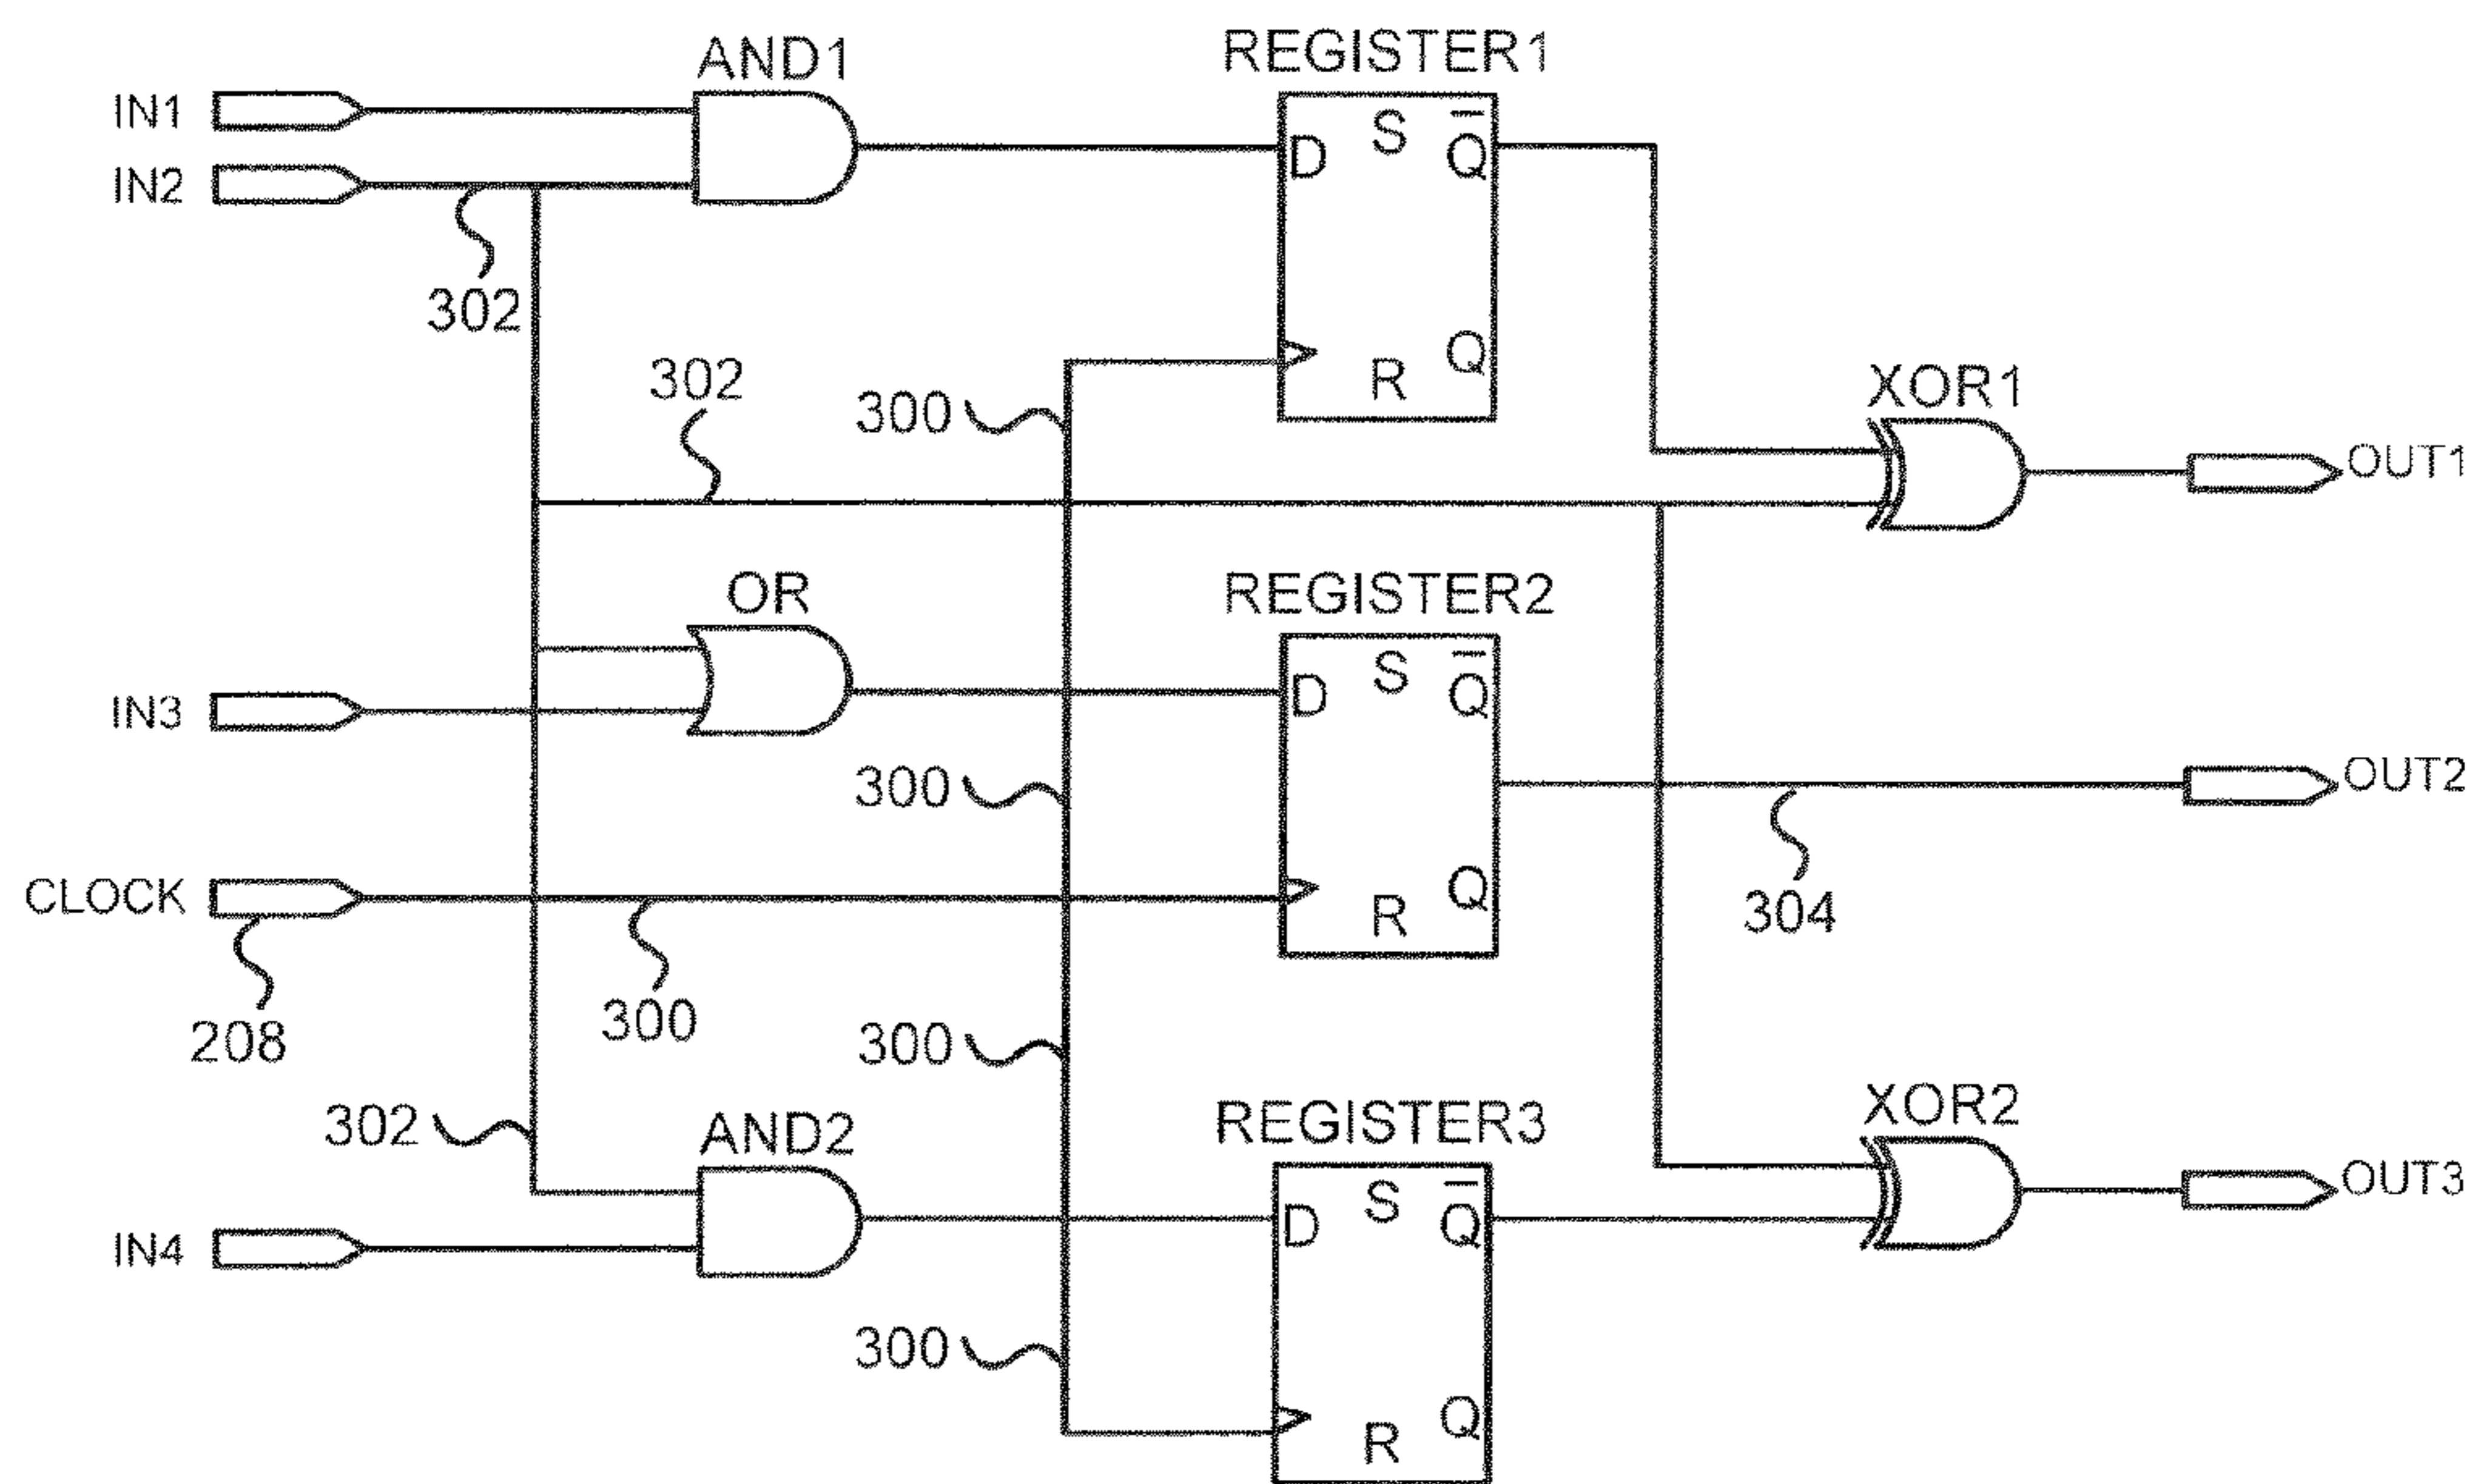 AND1
REGISTER1
IN1
D
S
Q̅
IN2
302
302
300
R
Q
XOR1
OUT1
OR
REGISTER2
D
S
Q̅
IN3
300
OUT2
CLOCK
R
Q
304
208
300
300
302
AND2
REGISTER3
XOR2
D
S
Q̅
OUT3
IN4
300
R
Q